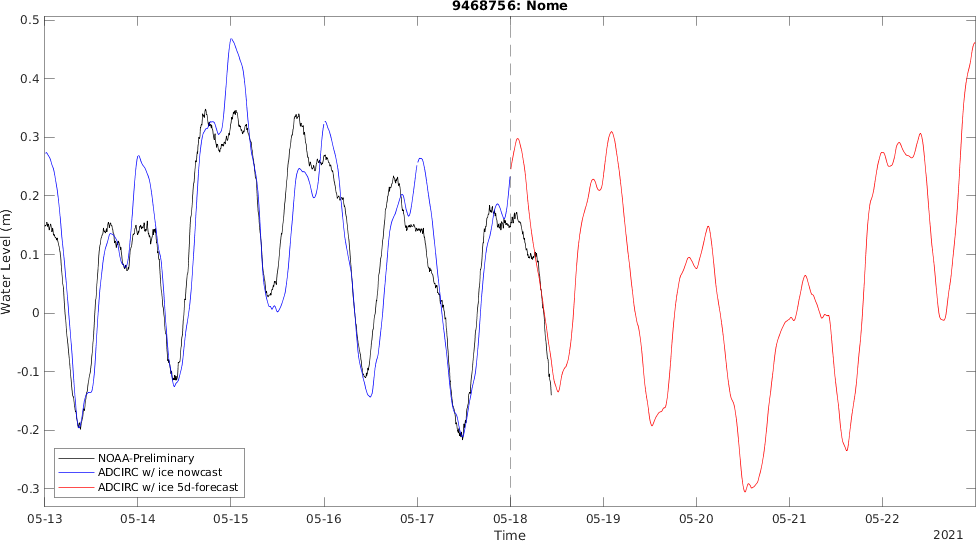 9468756: Nome
0.5
0.4
0.3
0.2
0.1
0
-0.1
-0.2
-0.3
Water Level (m)
NOAA-Preliminary
ADCIRC w/ ice nowcast
ADCIRC w/ ice 5d-forecast
05-13 05-14 05-15 05-16 05-17 05-18 05-19 05-20 05-21 05-22
Time
2021